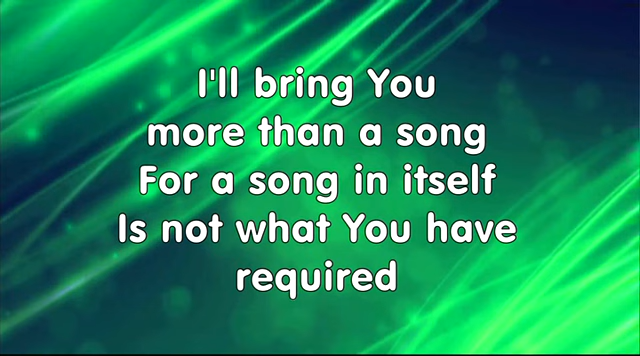 I'll bring You
more than a song
For a song in itself
Is not what You have
required